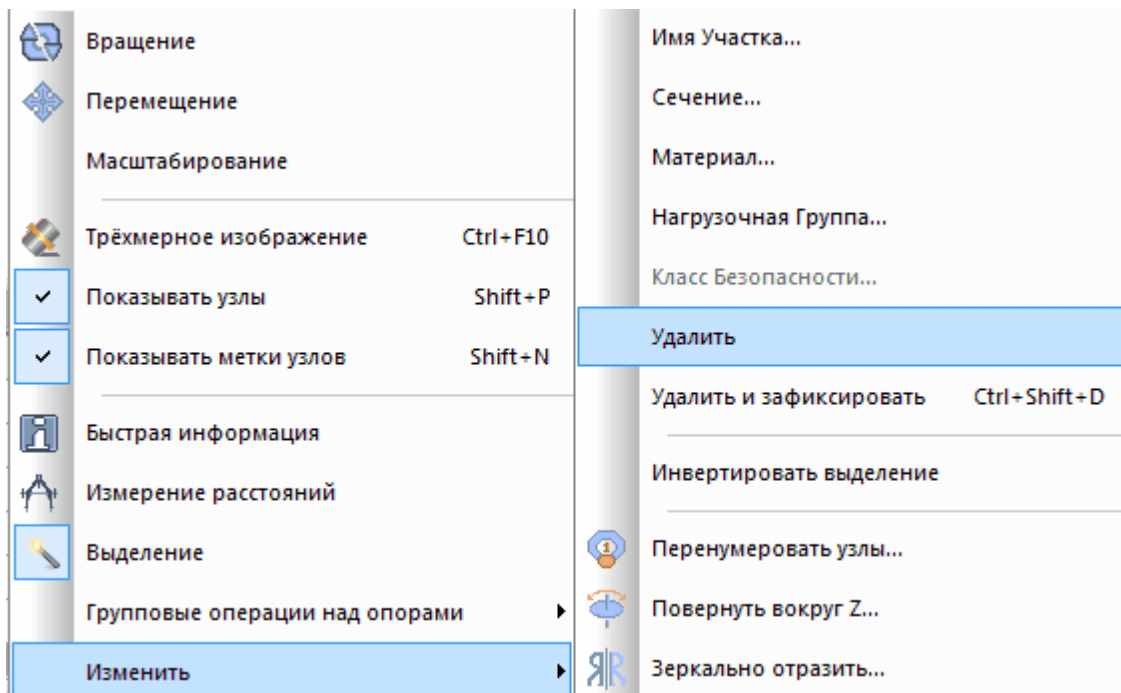 Вращение
Перемещение
Масштабирование
Трёхмерное изображение Ctrl+F10
Показывать узлы Shift+P
Показывать метки узлов Shift+N
Быстрая информация
Измерение расстояний
Выделение
Групповые операции над опорами
Изменить
Имя Участка...
Сечение...
Материал...
Нагрузочная Группа...
Класс Безопасности...
Удалить
Удалить и зафиксировать Ctrl+Shift+D
Инвертировать выделение
Перенумеровать узлы...
Повернуть вокруг Z...
Зеркально отразить...